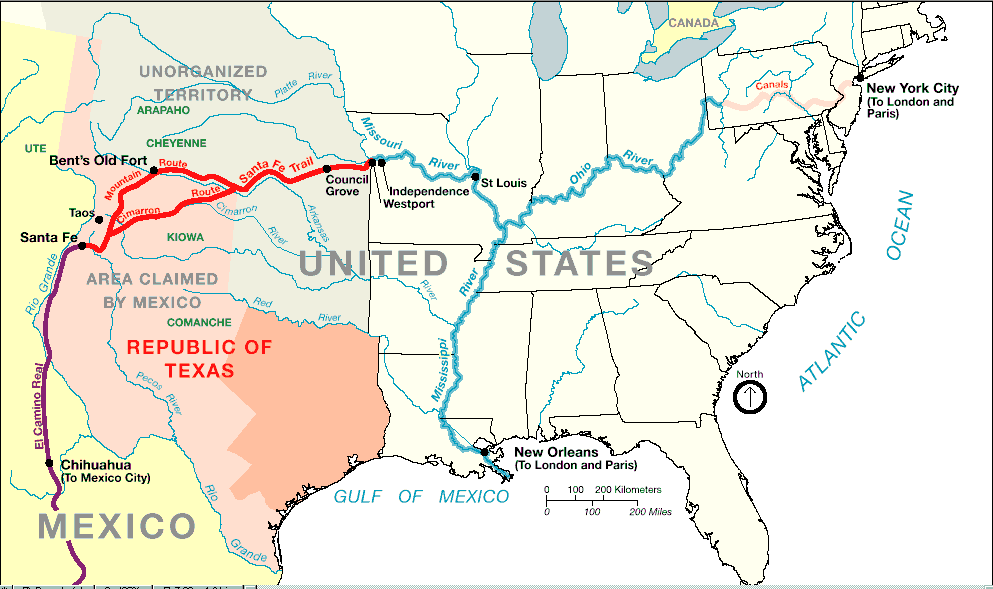 CANADA
UNORGANIZED
TERRITORY
Platte River
ARAPAHO
CHEYENNE
UTE
Bent's Old Fort
Mountain
Route
Santa Fe Trail
Cimarron
Route
Council
Grove
Missouri
River
Independence
Westport
St Louis
Ohio
River
Canals
New York City
(To London and
Paris)
Taos
Santa Fe
Cimarron
River
Arkansas
River
KIOWA
UNITED STATES
AREA CLAIMED
BY MEXICO
Rio Grande
Red
River
COMANCHE
REPUBLIC OF
TEXAS
Pecos
River
El Camino Real
Mississippi
River
ATLANTIC
OCEAN
North
Chihuahua
(To Mexico City)
MEXICO
Rio
Grande
New Orleans
(To London and Paris)
GULF OF MEXICO
0 100 200 Kilometers
0 100 200 Miles